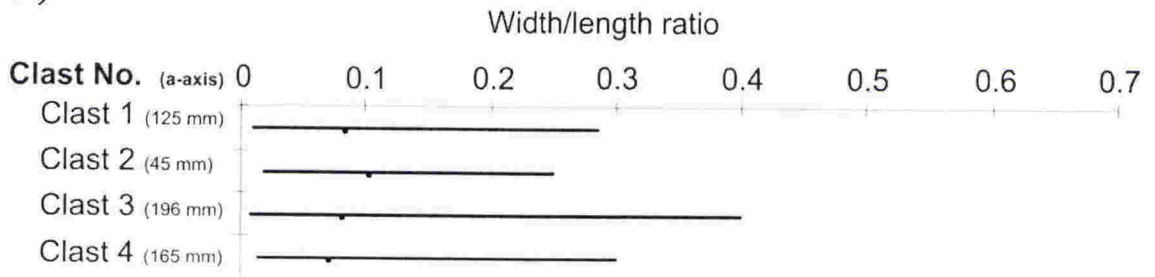 Width/length ratio
Clast No. (a-axis) 0 0.1 0.2 0.3 0.4 0.5 0.6 0.7
Clast 1 (125 mm)
Clast 2 (45 mm)
Clast 3 (196 mm)
Clast 4 (165 mm)